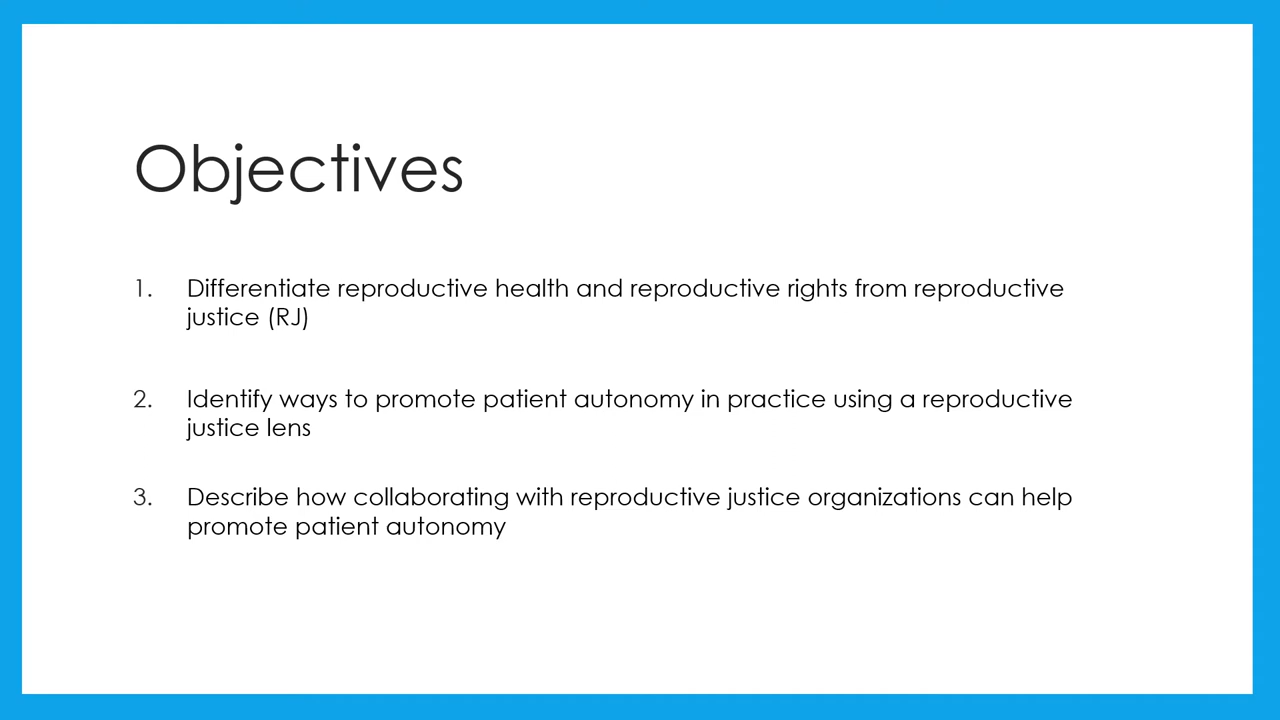 Objectives
1. Differentiate reproductive health and reproductive rights from reproductive
justice (RJ)
2. Identify ways to promote patient autonomy in practice using a reproductive
justice lens
3. Describe how collaborating with reproductive justice organizations can help
promote patient autonomy